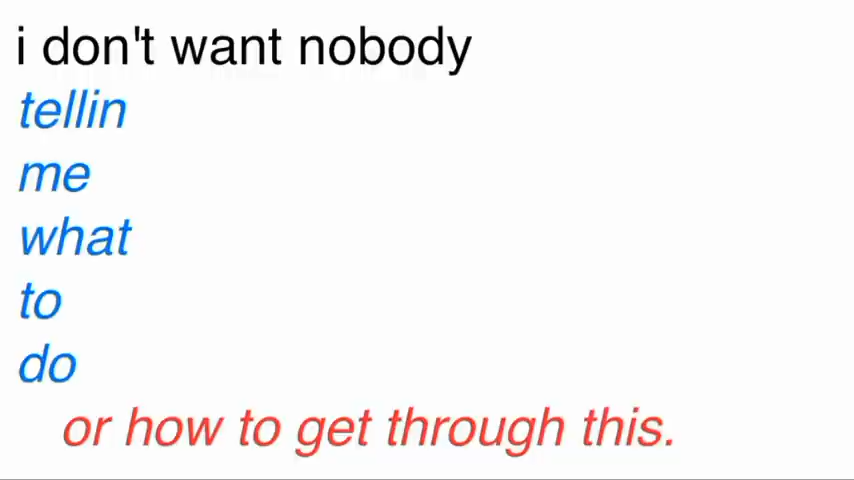 i don't want nobody
tellin
me
what
to
do
or how to get through this.